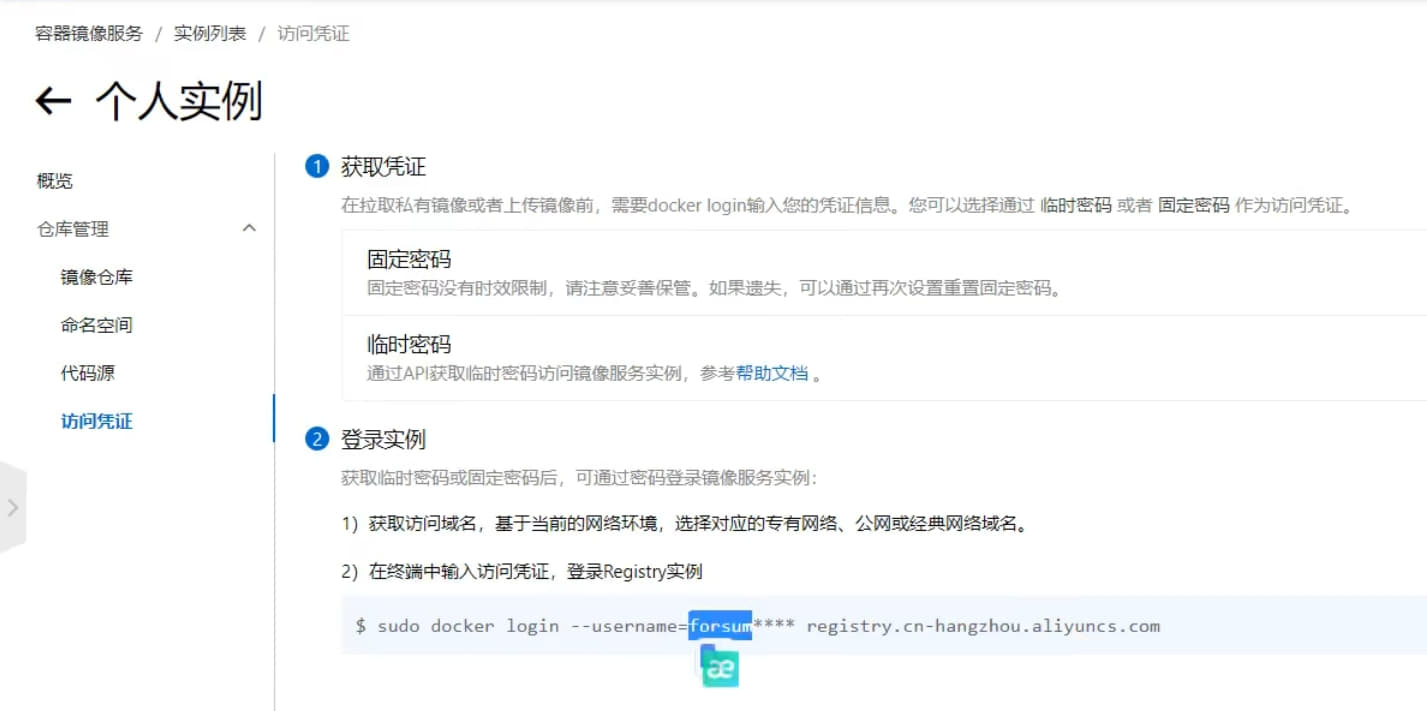 容器镜像服务 / 实例列表 / 访问凭证
个人实例
概览
仓库管理
镜像仓库
命名空间
代码源
访问凭证
1 获取凭证
在拉取私有镜像或者上传镜像前，需要docker login输入您的凭证信息。您可以选择通过 临时密码 或者 固定密码 作为访问凭证。
固定密码
固定密码没有时效限制，请注意妥善保管。如果遗失，可以通过再次设置重置固定密码。
临时密码
通过API获取临时密码访问镜像服务实例，参考帮助文档 。
2 登录实例
获取临时密码或固定密码后，可通过密码登录镜像服务实例：
1）获取访问域名，基于当前的网络环境，选择对应的专有网络、公网或经典网络域名。
2）在终端中输入访问凭证，登录Registry实例
$ sudo docker login --username=forsum**** registry.cn-hangzhou.aliyuncs.com
æ